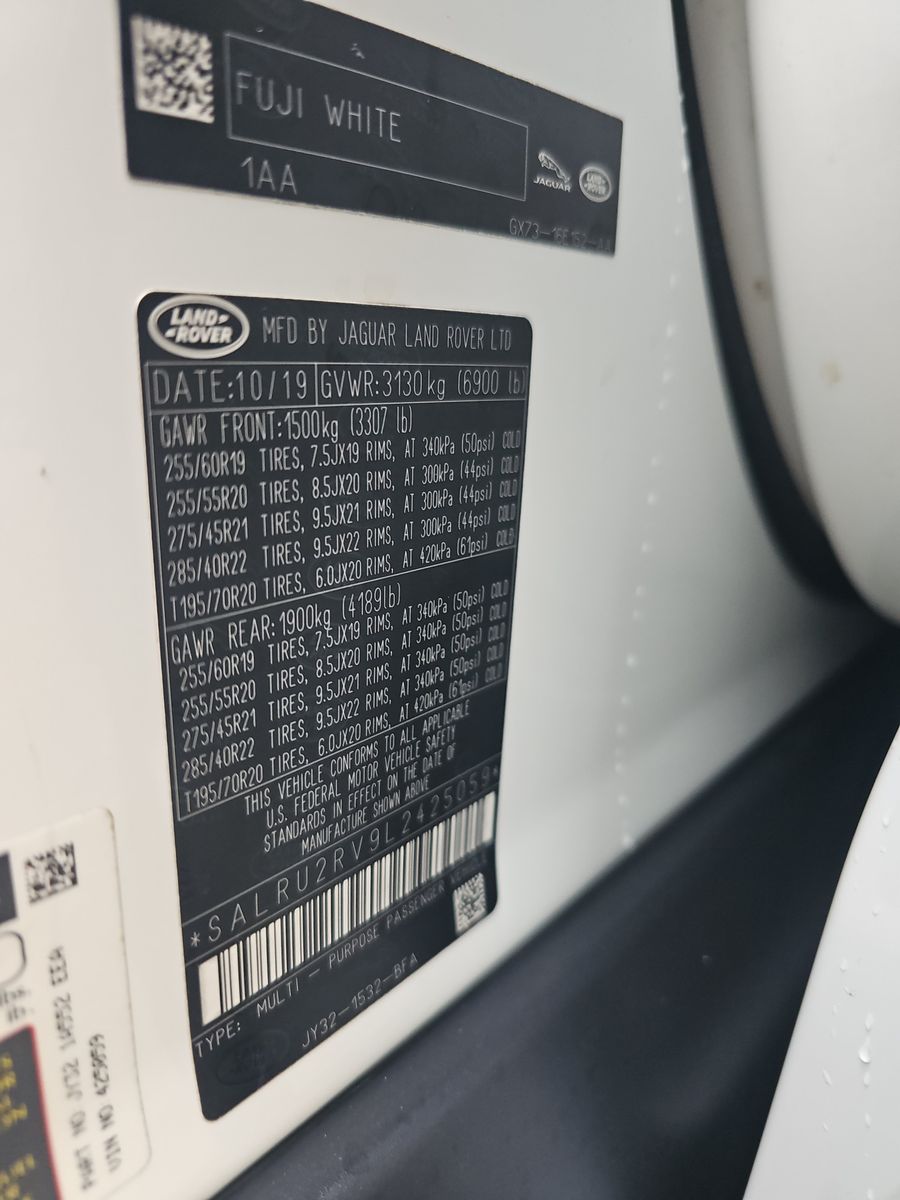 FUJI WHITE
1AA
JAGUAR
LAND ROVER
GX73-15E152-AA
LAND ROVER
MFD BY JAGUAR LAND ROVER LTD
DATE:10/19 GVWR:3130kg (6900 lb)
GAWR FRONT:1500kg (3307 lb)
255/60R19 TIRES, 7.5JX19 RIMS, AT 340kPa (50psi) COLD
255/55R20 TIRES, 8.5JX20 RIMS, AT 300kPa (44psi) COLD
275/45R21 TIRES, 9.5JX21 RIMS, AT 300kPa (44psi) COLD
285/40R22 TIRES, 9.5JX22 RIMS, AT 300kPa (44psi) COLD
T195/70R20 TIRES, 6.0JX20 RIMS, AT 420kPa (61psi) COLD
GAWR REAR:1900kg (4189lb)
255/60R19 TIRES, 7.5JX19 RIMS, AT 340kPa (50psi) COLD
255/55R20 TIRES, 8.5JX20 RIMS, AT 340kPa (50psi) COLD
275/45R21 TIRES, 9.5JX21 RIMS, AT 340kPa (50psi) COLD
285/40R22 TIRES, 9.5JX22 RIMS, AT 340kPa (50psi) COLD
T195/70R20 TIRES, 6.0JX20 RIMS, AT 420kPa (61psi) COLD
THIS VEHICLE CONFORMS TO ALL APPLICABLE
U.S. FEDERAL MOTOR VEHICLE SAFETY
STANDARDS IN EFFECT ON THE DATE OF
MANUFACTURE SHOWN ABOVE
*SALRU2RV9L2425059*
TYPE: MULTI - PURPOSE PASSENGER VEHICLE
JY32-1532-BFA
LAND ROVER
PART NO JY32 1A552 EEA
VIN NO 425059